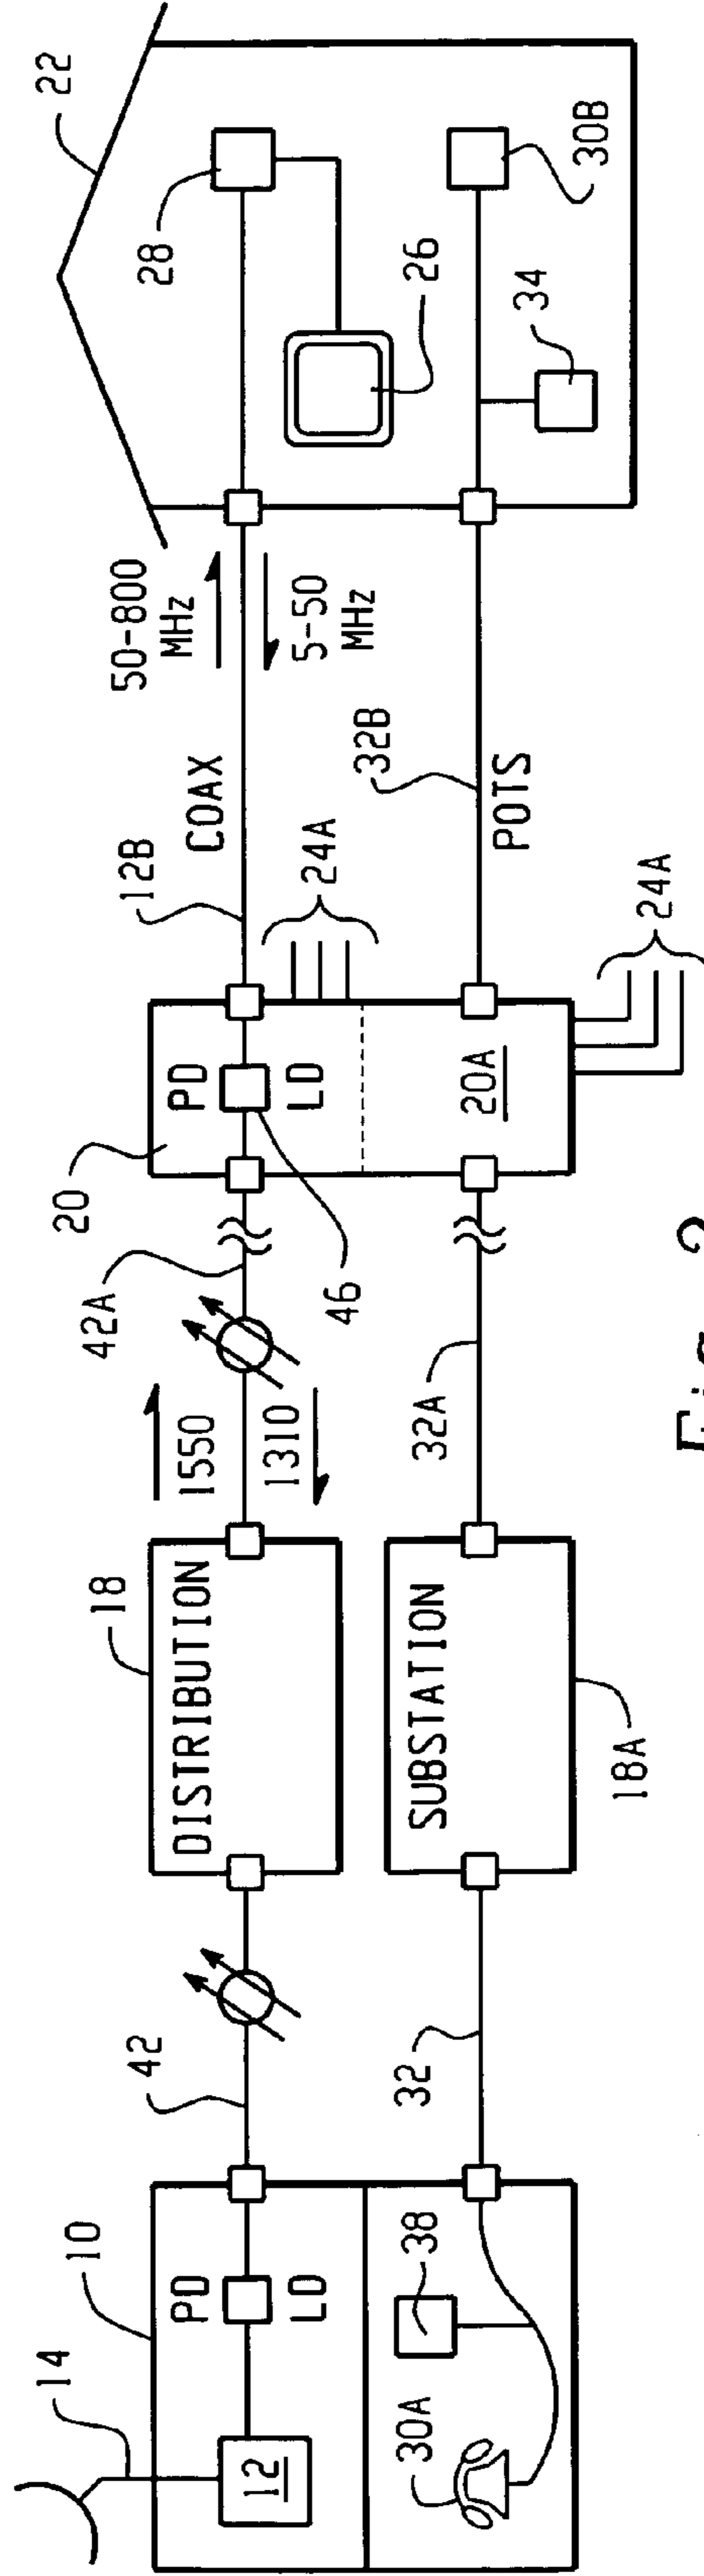 14
10
PD
LD
12
30A
38
42
32
18
DISTRIBUTION
SUBSTATION
18A
1550
1310
42A
32A
20
PD
LD
46
20A
24A
24A
12B
COAX
32B
POTS
50-800
MHz
5-50
MHz
22
28
26
34
30B